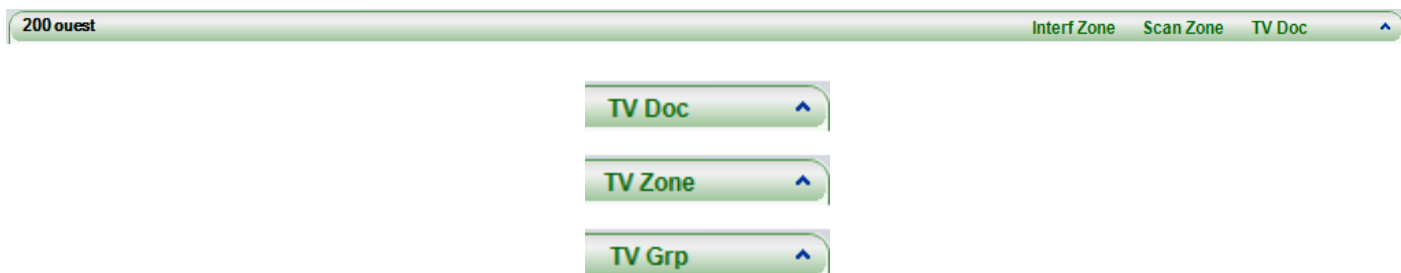 200 ouest Interf Zone Scan Zone TV Doc
TV Doc
TV Zone
TV Grp